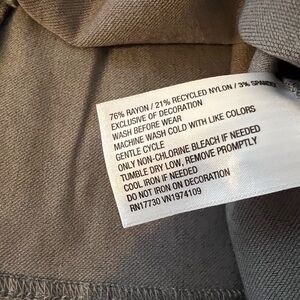 76% RAYON / 21% RECYCLED NYLON / 3% SPANDEX
EXCLUSIVE OF DECORATION
WASH BEFORE WEAR
MACHINE WASH COLD WITH LIKE COLORS
GENTLE CYCLE
ONLY NON-CHLORINE BLEACH IF NEEDED
TUMBLE DRY LOW, REMOVE PROMPTLY
COOL IRON IF NEEDED
DO NOT IRON ON DECORATION
RN17730 VN1974109